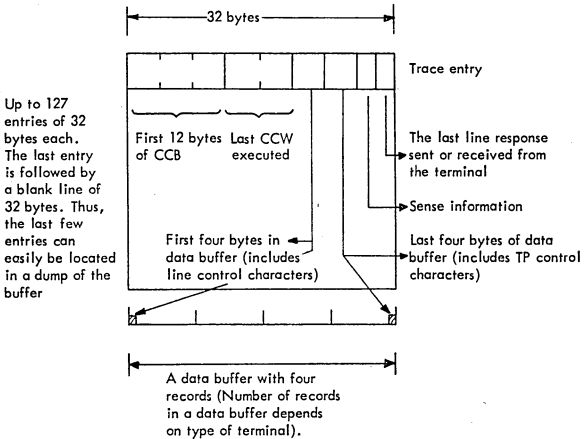 32 bytes
Trace entry
Up to 127
entries of 32
bytes each.
The last entry
is followed by
a blank line of
32 bytes. Thus,
the last few
entries can
easily be located
in a dump of the
buffer
First 12 bytes
of CCB
Last CCW
executed
The last line response
sent or received from
the terminal
Sense information
First four bytes in
data buffer (includes
line control characters)
Last four bytes of data
buffer (includes TP control
characters)
A data buffer with four
records (Number of records
in a data buffer depends
on type of terminal).